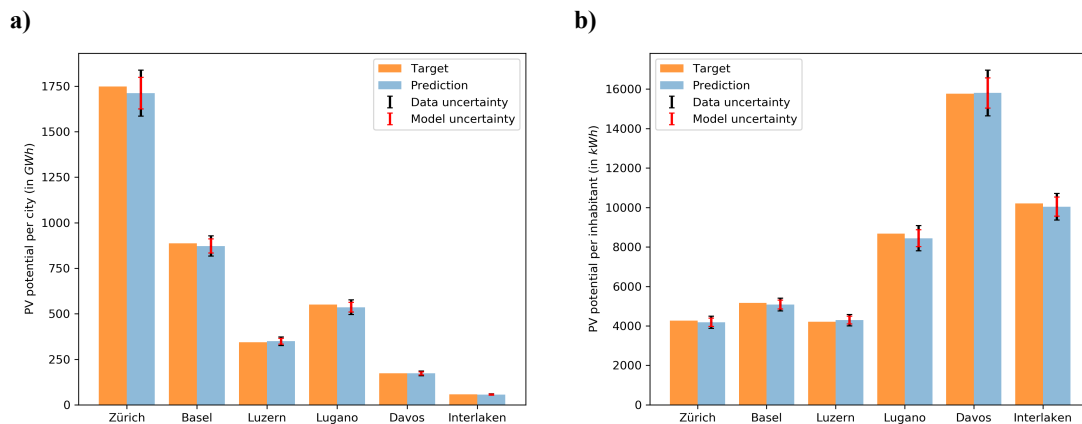 a)
PV potential per city (in GWh)
1750
1500
1250
1000
750
500
250
0
Target
Prediction
Data uncertainty
Model uncertainty
Zürich Basel Luzern Lugano Davos Interlaken
b)
PV potential per inhabitant (in kWh)
16000
14000
12000
10000
8000
6000
4000
2000
0
Target
Prediction
Data uncertainty
Model uncertainty
Zürich Basel Luzern Lugano Davos Interlaken